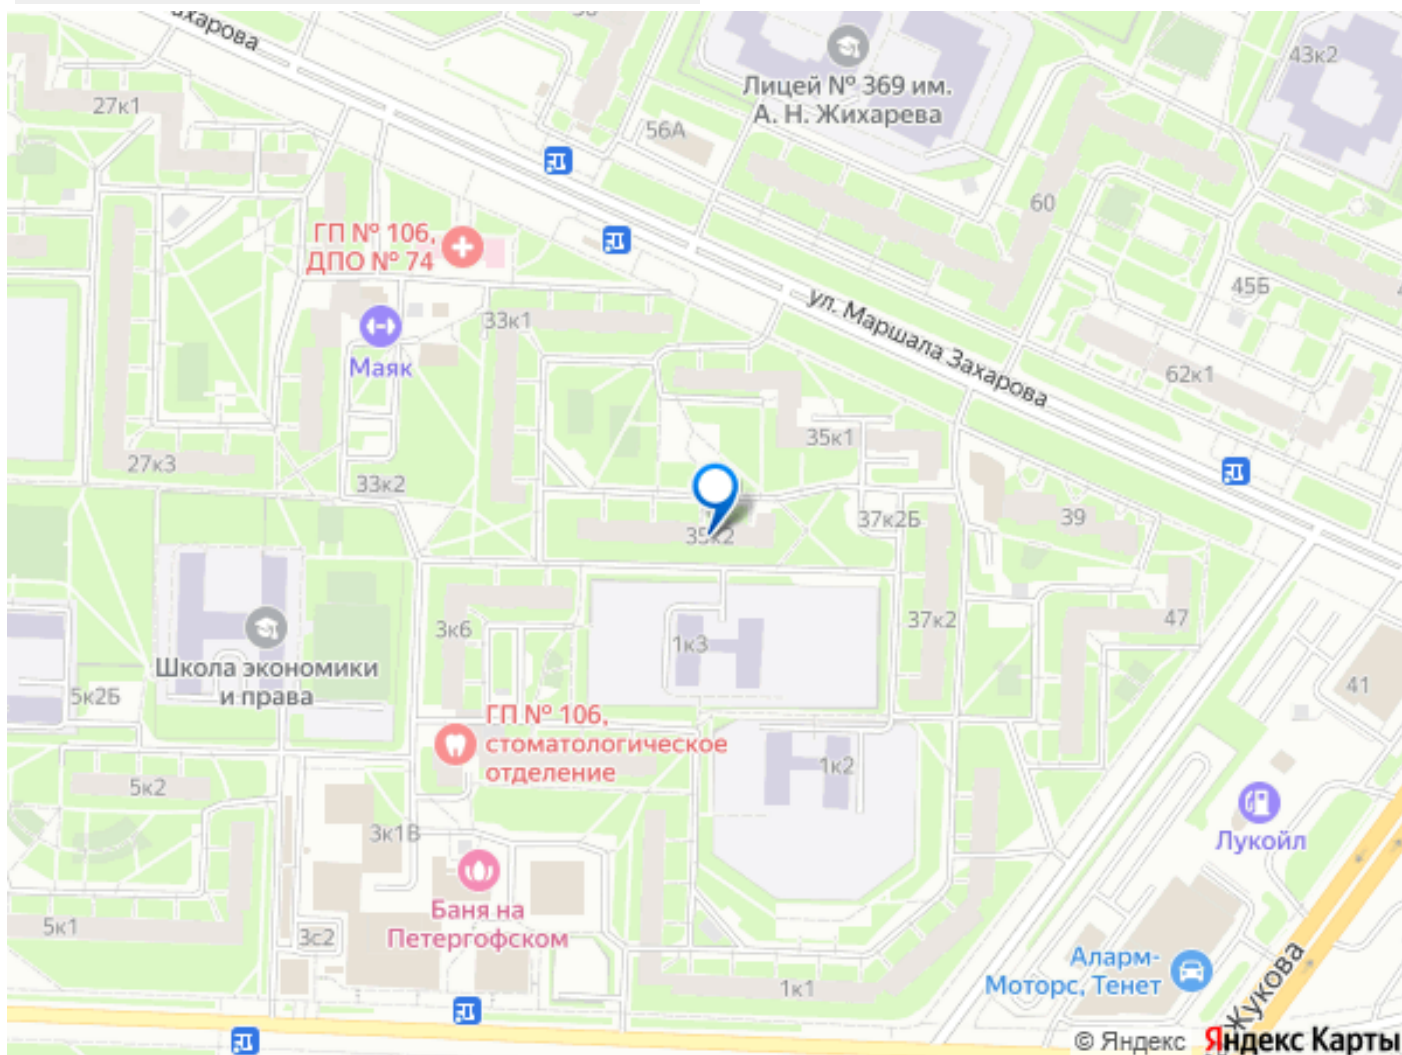 ахарова
43к2
Лицей № 369 им.
А. Н. Жихарева
27к1
56А
60
ГП № 106,
ДПО № 74
45Б
ул. Маршала Захарова
33к1
Маяк
62к1
35к1
27к3
33к2
37к2Б
39
35к2
3к6
1к3
37к2
47
Школа экономики
и права
5к2Б
41
ГП № 106,
стоматологическое
отделение
1к2
5к2
3к1В
Лукойл
Баня на
Петергофском
5к1
3с2
Аларм-
Моторс, Тенет
1к1
Жукова
© Яндекс Яндекс Карты